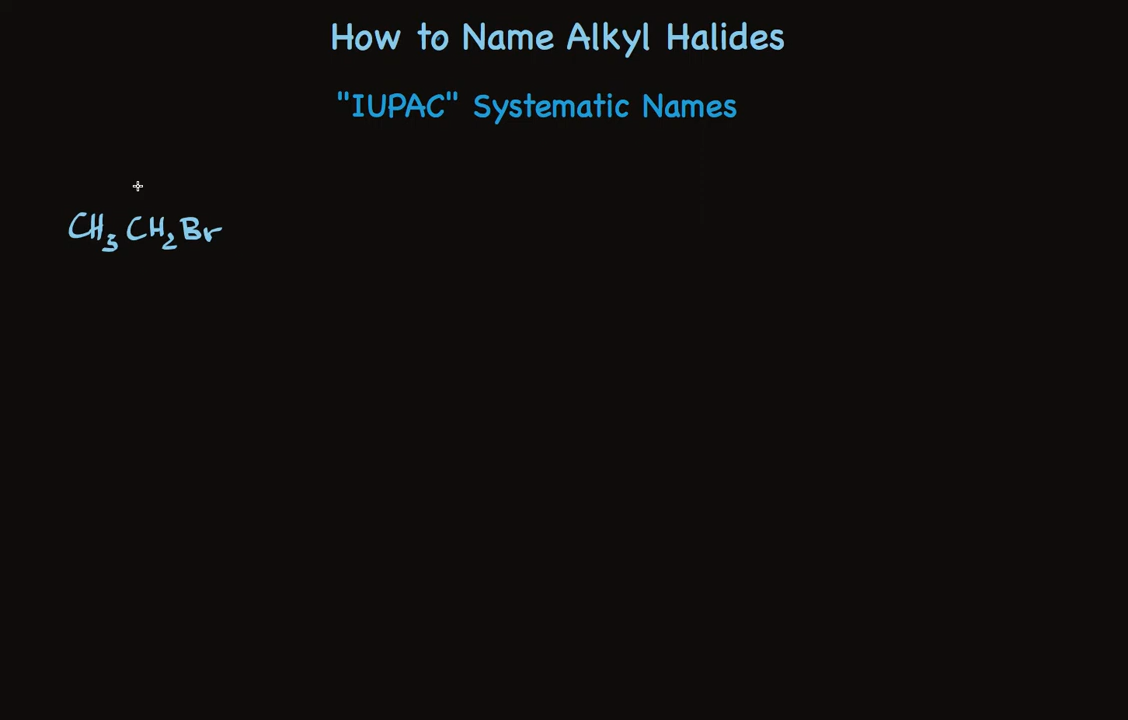 How to Name Alkyl Halides
"IUPAC" Systematic Names
CH₃CH₂Br